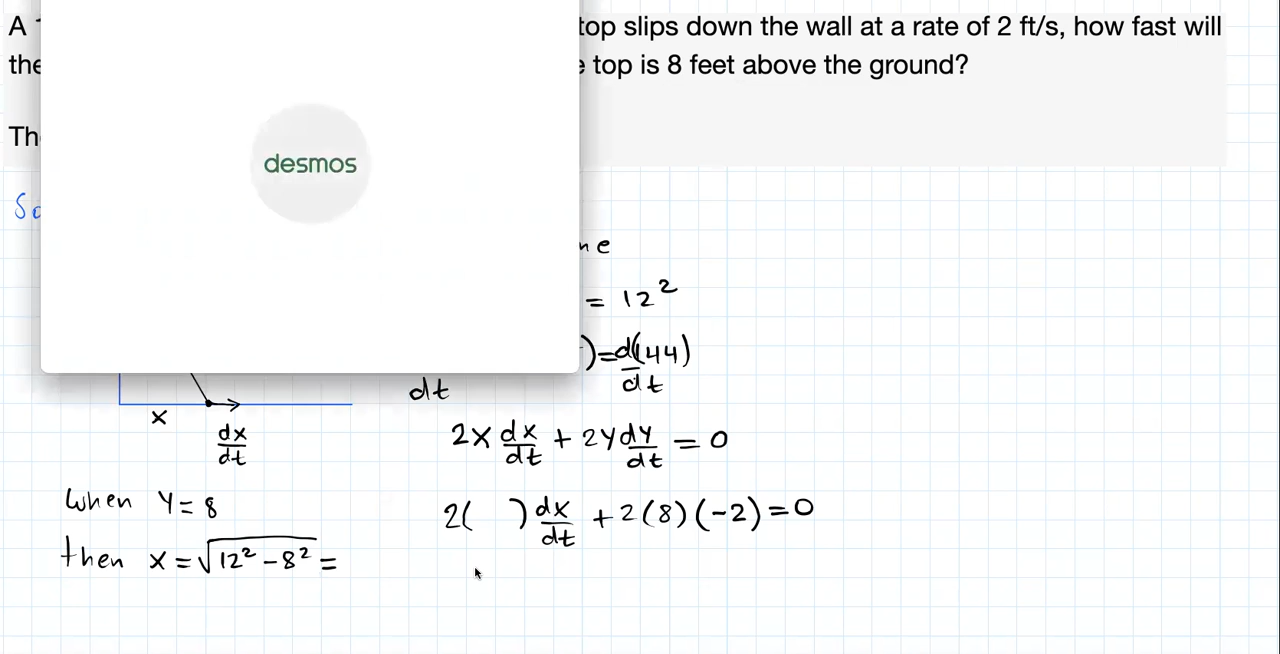 A top slips down the wall at a rate of 2 ft/s, how fast will
the top is 8 feet above the ground?
desmos
= 12²
)=d(144)
dt
dt
x
dx
dt
2x dx/dt + 2y dy/dt = 0
when y=8
2( ) dx/dt + 2(8)(-2)=0
then x = √12² - 8² =